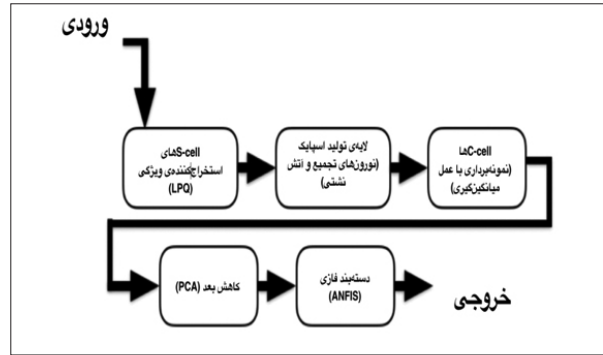 ورودی
S-cellهای
استخراج‌کننده‌ی ویژگی
(LPQ)
لایه‌ی تولید اسپایک
(نورون‌های تجمیع و آتش
نشتی)
C-cellها
(نمونه‌برداری با عمل
میانگین‌گیری)
کاهش بعد (PCA)
دسته‌بند فازی
(ANFIS)
خروجی